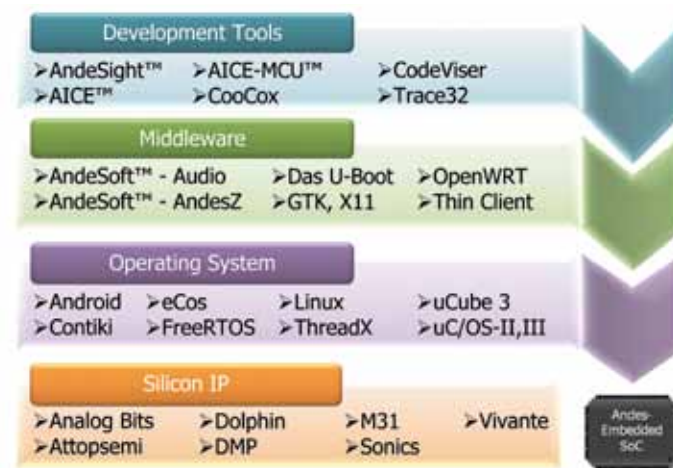 Development Tools
➢AndeSight™ ➢AICE-MCU™ ➢CodeViser
➢AICE™ ➢CooCox ➢Trace32
Middleware
➢AndeSoft™ - Audio ➢Das U-Boot ➢OpenWRT
➢AndeSoft™ - AndesZ ➢GTK, X11 ➢Thin Client
Operating System
➢Android ➢eCos ➢Linux ➢uCube 3
➢Contiki ➢FreeRTOS ➢ThreadX ➢uC/OS-II,III
Silicon IP
➢Analog Bits ➢Dolphin ➢M31 ➢Vivante
➢Attopsemi ➢DMP ➢Sonics
Andes-
Embedded
SoC